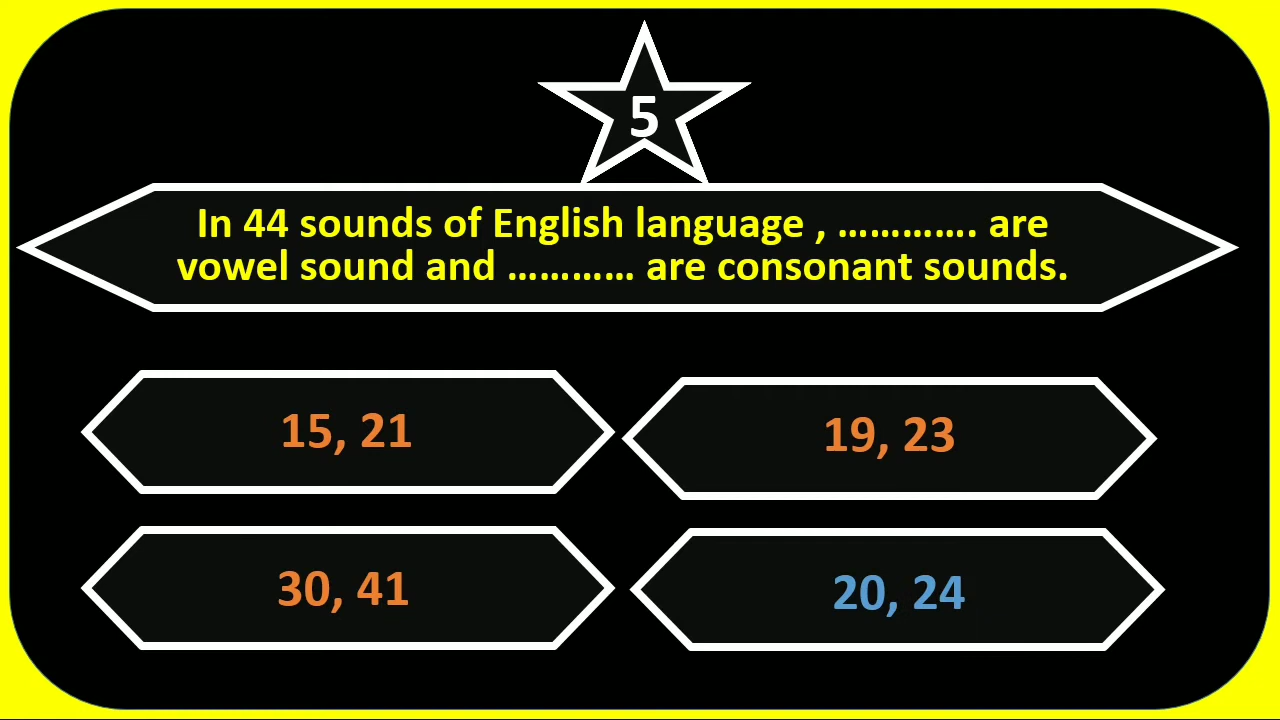 5
In 44 sounds of English language , …………. are
vowel sound and ………… are consonant sounds.
15, 21
19, 23
30, 41
20, 24